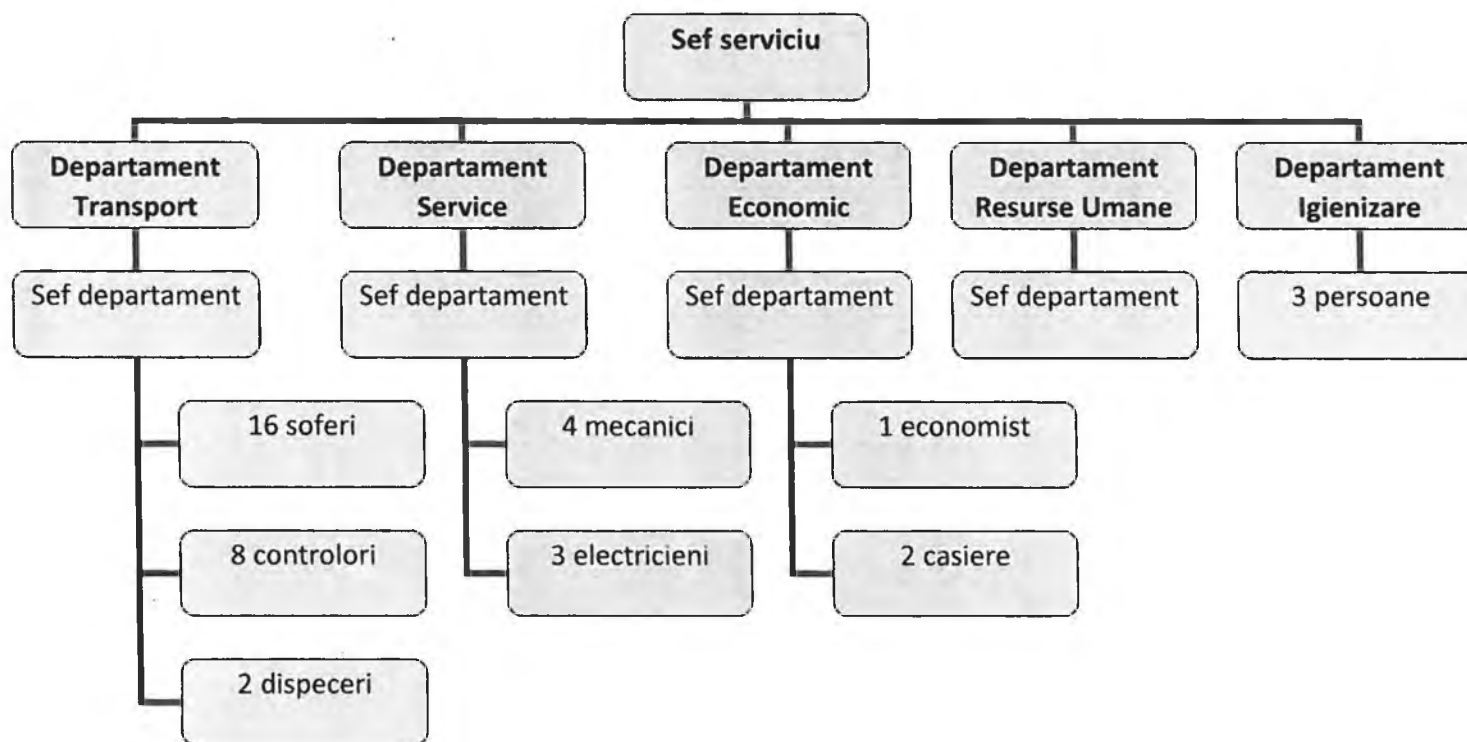 Sef serviciu
Departament
Transport
Departament
Service
Departament
Economic
Departament
Resurse Umane
Departament
Igienizare
Sef departament
Sef departament
Sef departament
Sef departament
3 persoane
16 soferi
4 mecanici
1 economist
8 controlori
3 electricieni
2 casiere
2 dispeceri